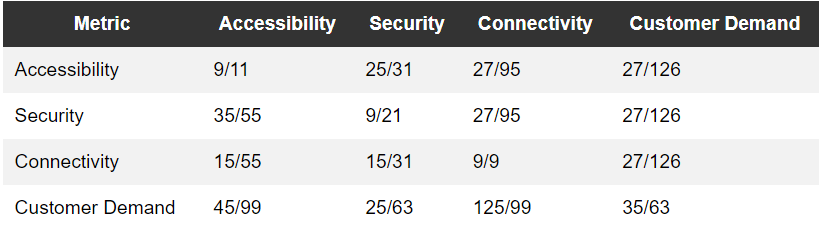 Metric Accessibility Security Connectivity Customer Demand
Accessibility 9/11 25/31 27/95 27/126
Security 35/55 9/21 27/95 27/126
Connectivity 15/55 15/31 9/9 27/126
Customer Demand 45/99 25/63 125/99 35/63